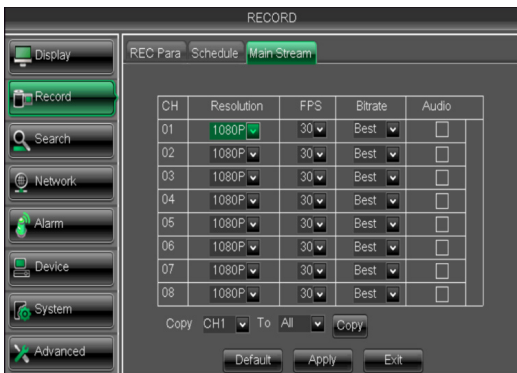 RECORD
Display
Record
Search
Network
Alarm
Device
System
Advanced
REC Para Schedule Main Stream
CH Resolution FPS Bitrate Audio
01 1080P 30 Best
02 1080P 30 Best
03 1080P 30 Best
04 1080P 30 Best
05 1080P 30 Best
06 1080P 30 Best
07 1080P 30 Best
08 1080P 30 Best
Copy CH1 To All Copy
Default Apply Exit